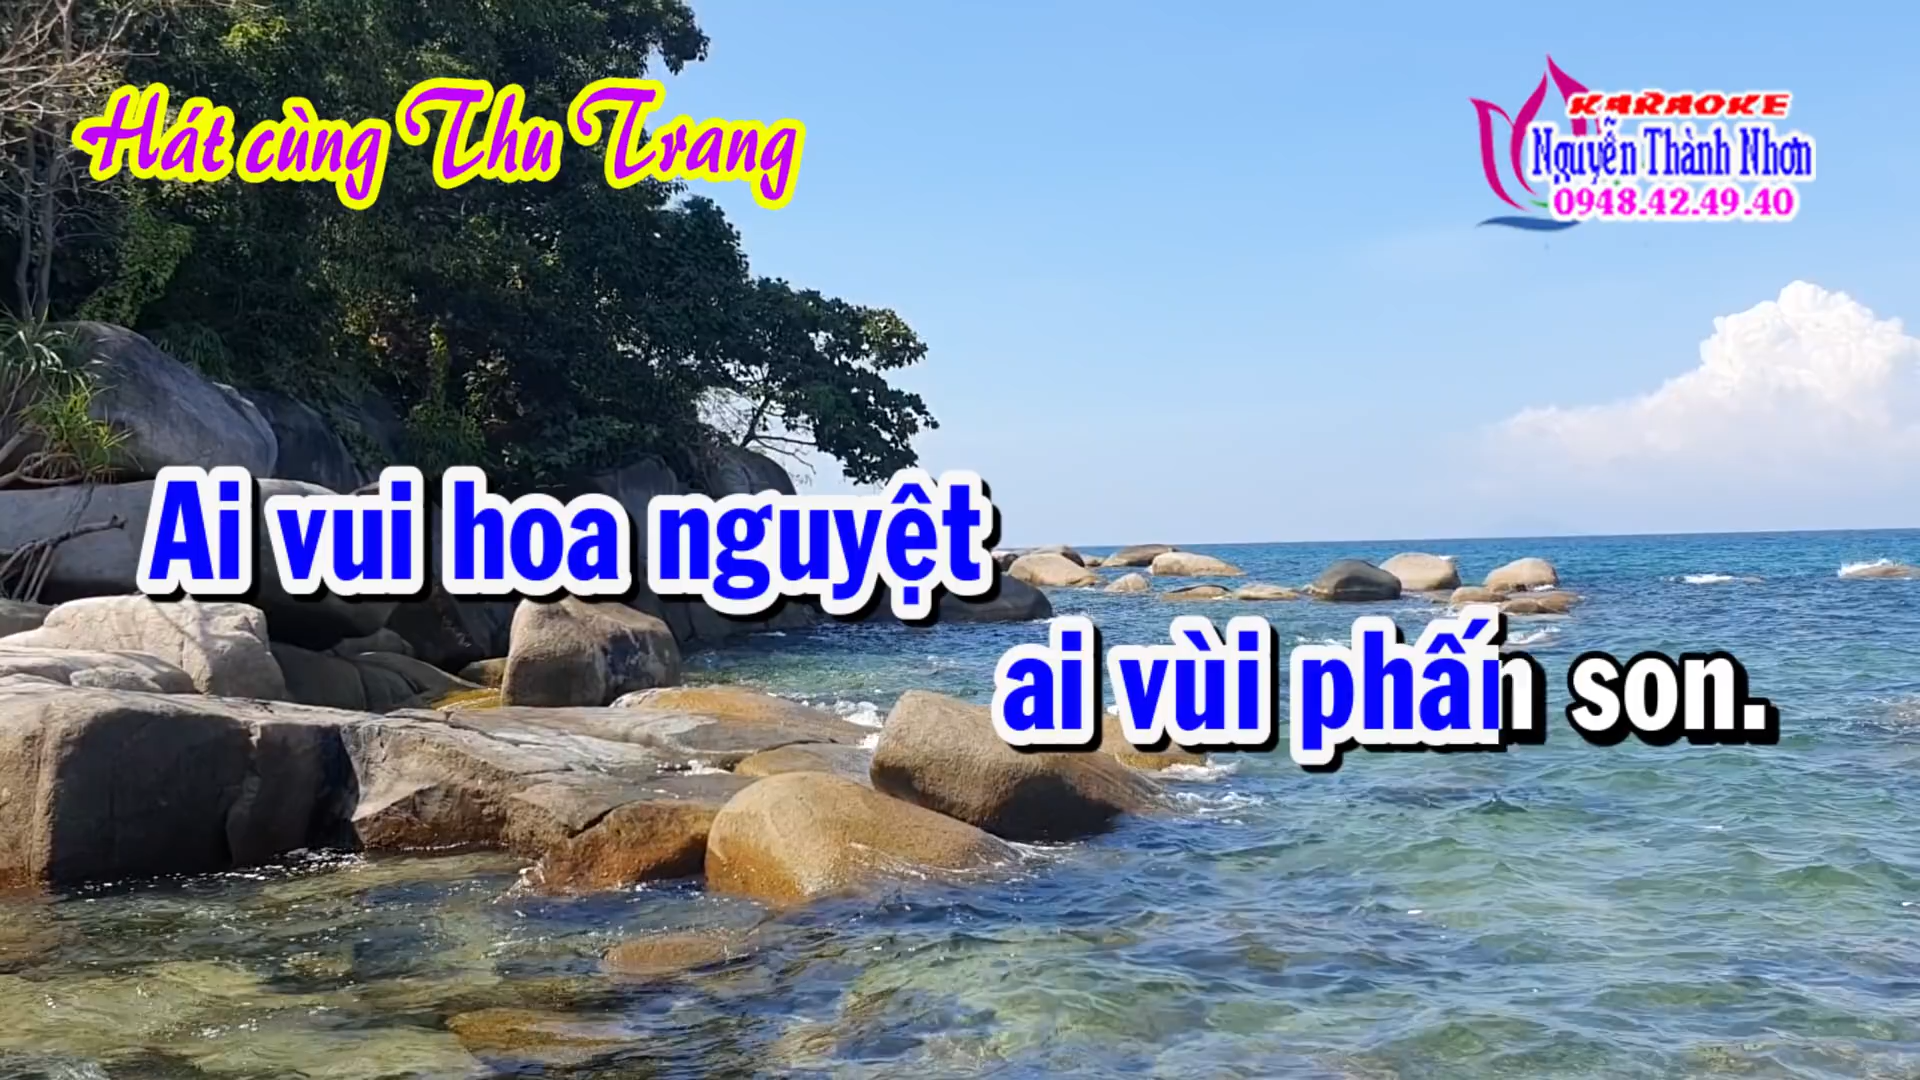 Hát cùng Thu Trang
KARAOKE
Nguyễn Thành Nhơn
0948.42.49.40
Ai vui hoa nguyệt
ai vùi phấn son.